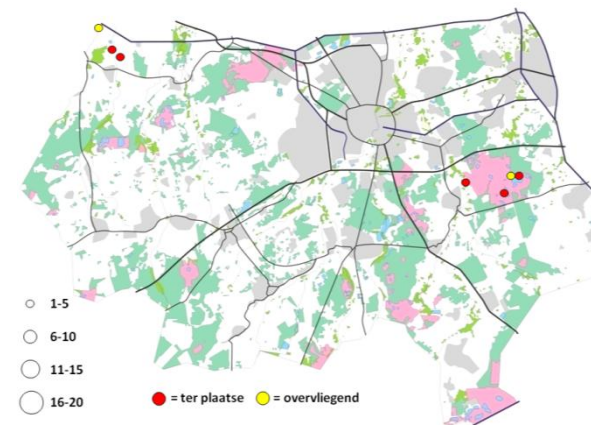 1-5
6-10
11-15
16-20
= ter plaatse = overvliegend